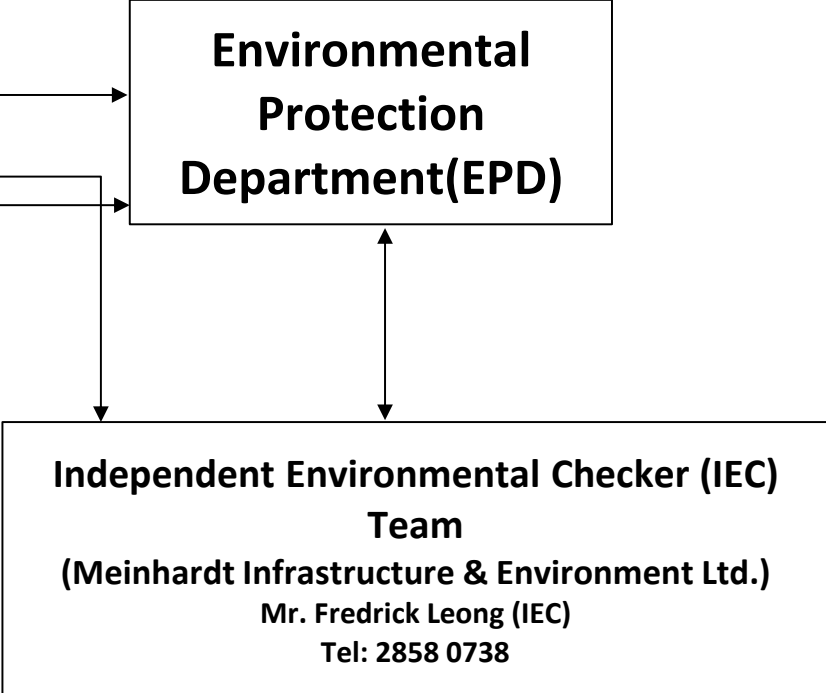 Environmental
Protection
Department(EPD)
Independent Environmental Checker (IEC)
Team
(Meinhardt Infrastructure & Environment Ltd.)
Mr. Fredrick Leong (IEC)
Tel: 2858 0738